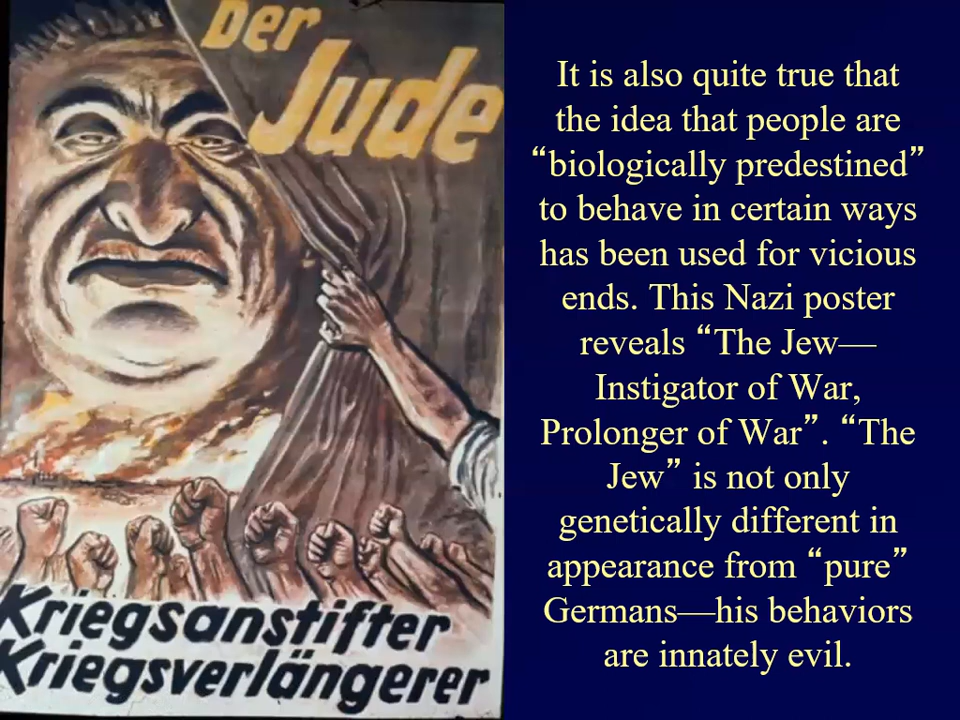 Der
Jude
Kriegsanstifter
Kriegsverlängerer
It is also quite true that
the idea that people are
“biologically predestined”
to behave in certain ways
has been used for vicious
ends. This Nazi poster
reveals “The Jew—
Instigator of War,
Prolonger of War”. “The
Jew” is not only
genetically different in
appearance from “pure”
Germans—his behaviors
are innately evil.